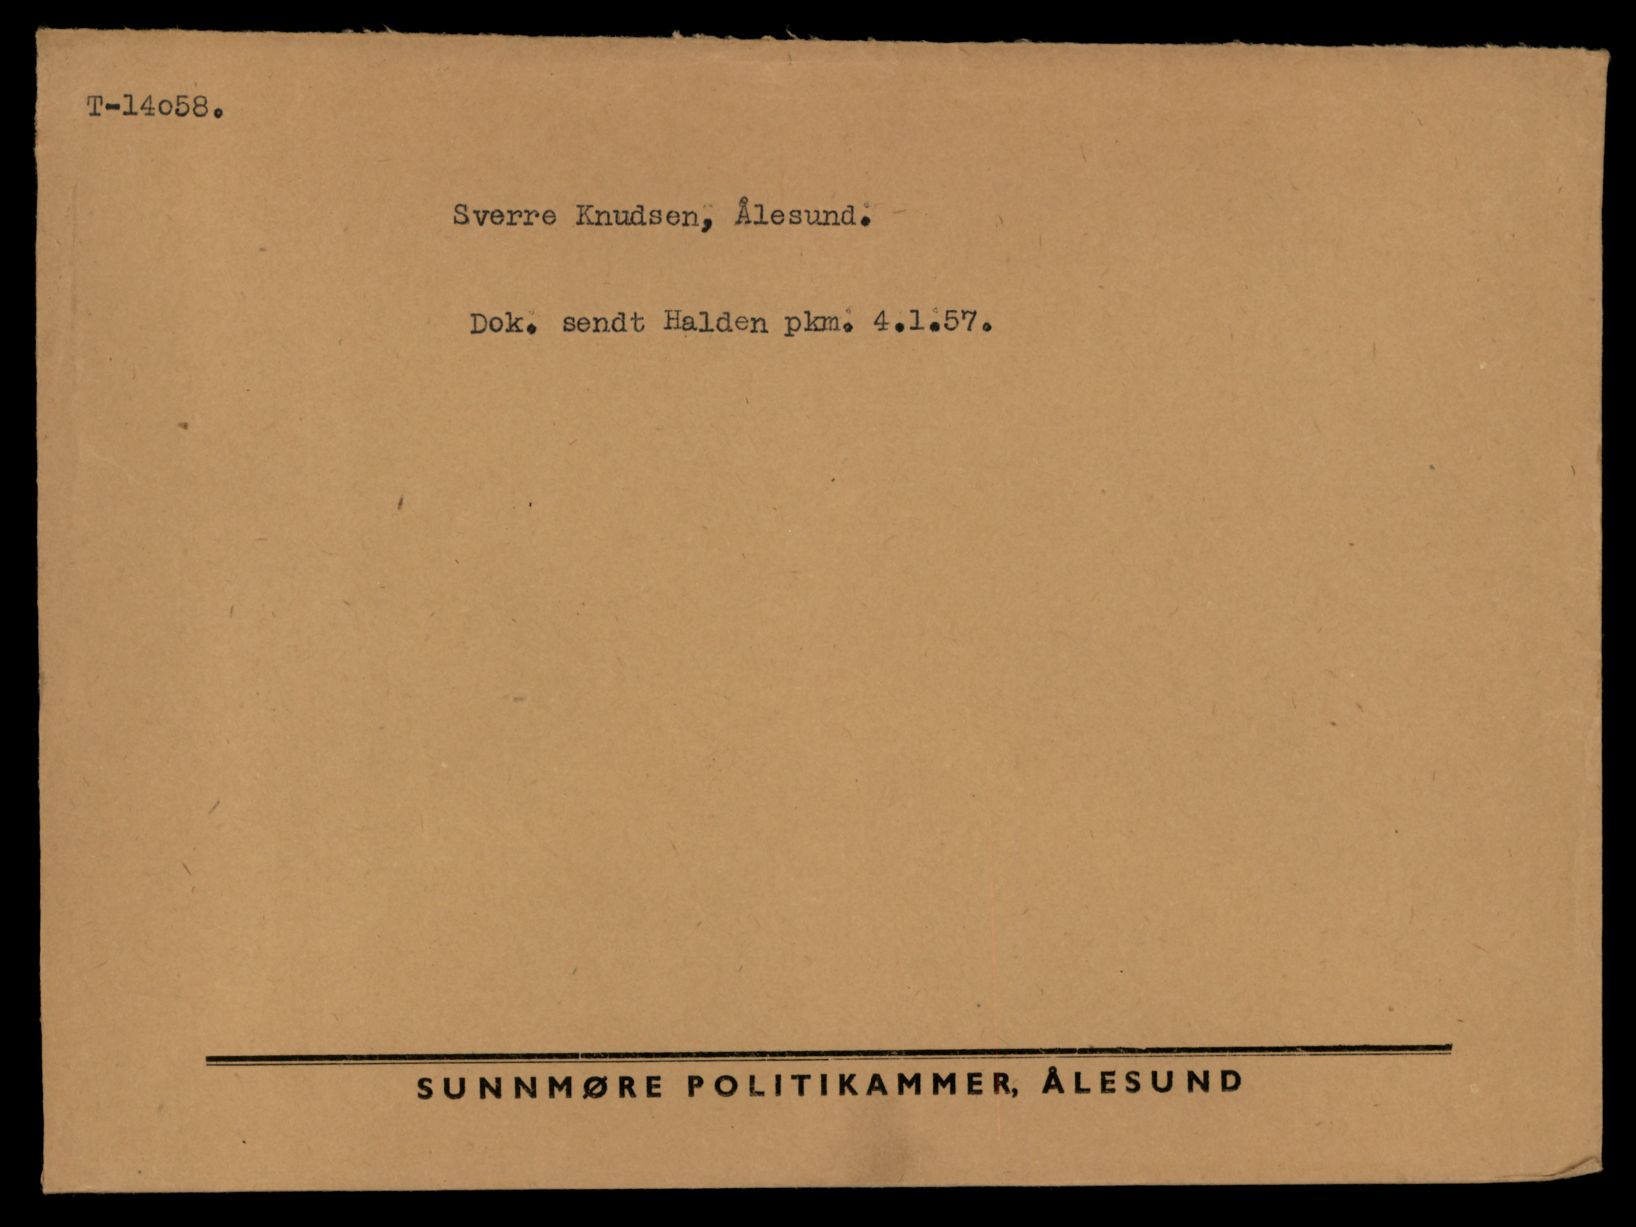 T-14o58.
Sverre Knudsen, Ålesund.
Dok. sendt Halden pkm. 4.1.57.
SUNNMØRE POLITIKAMMER, ÅLESUND